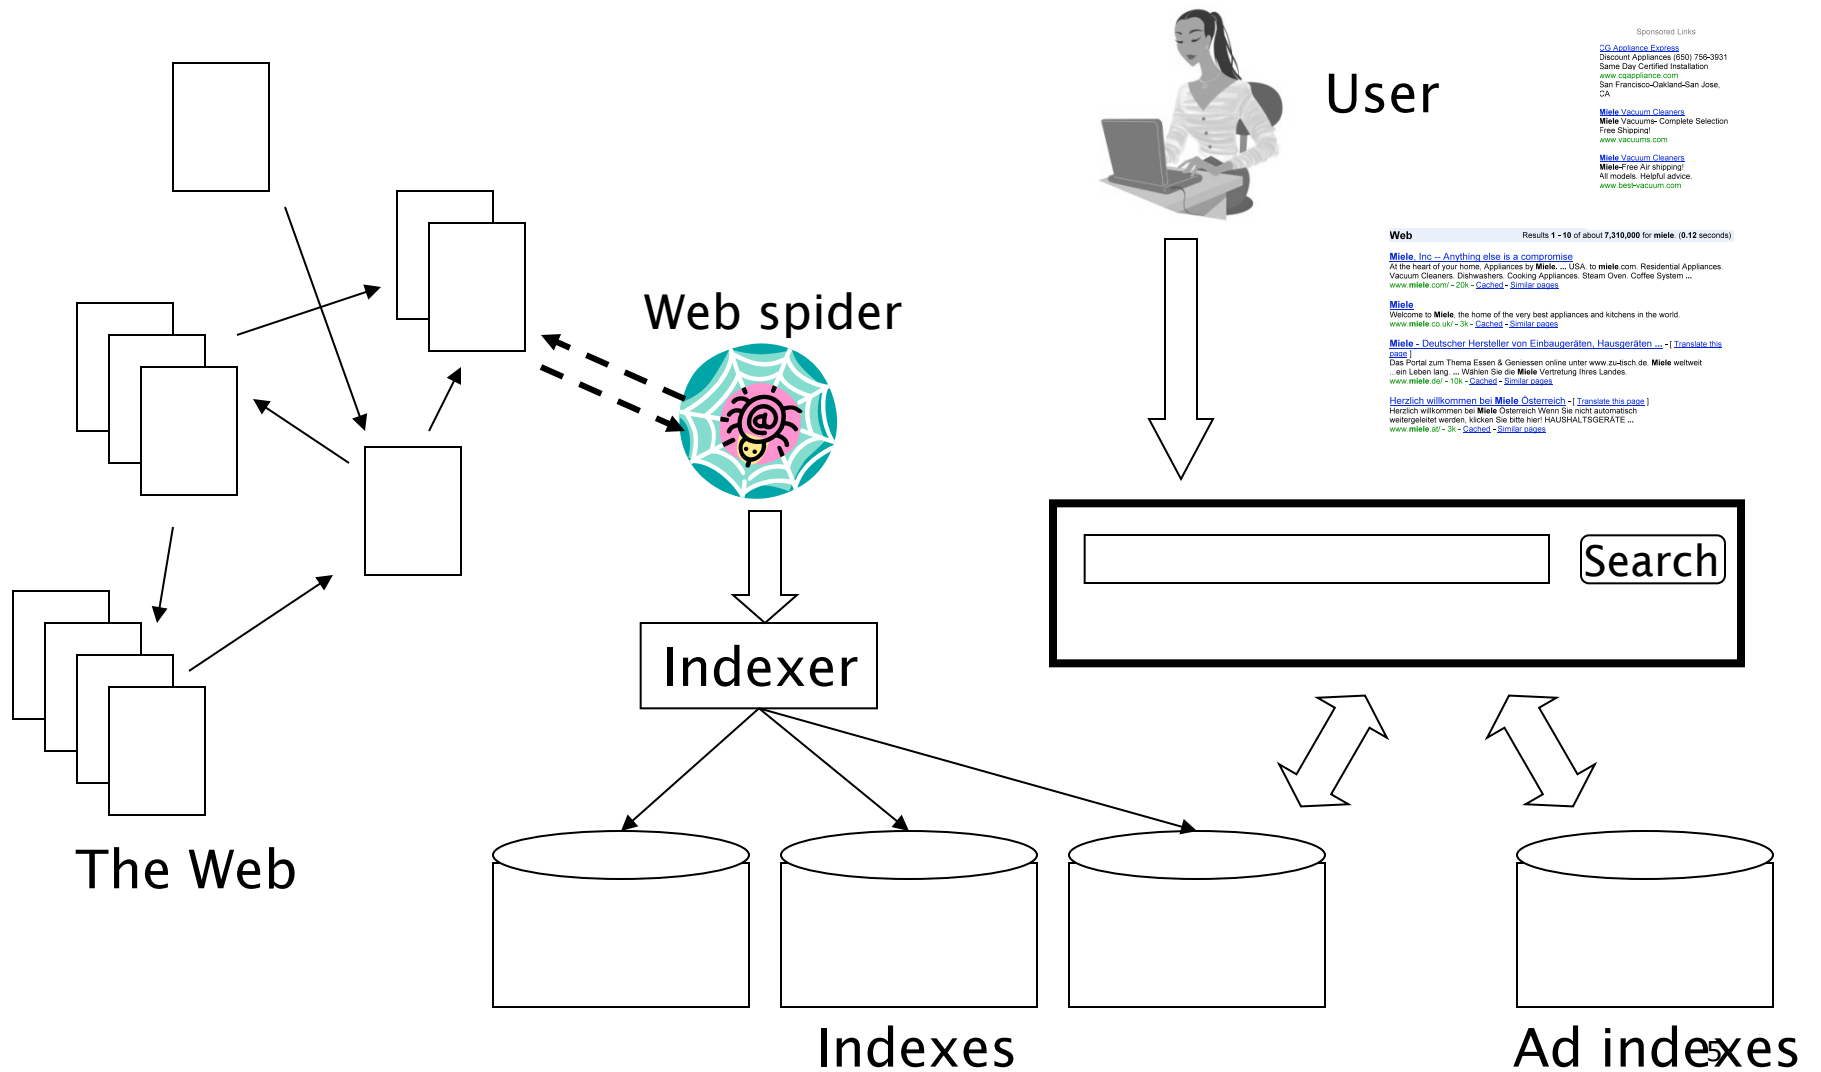 User
Sponsored Links
CG Appliance Express
Discount Appliances (650) 756-3931
Same Day Certified Installation
www.cgappliance.com
San Francisco-Oakland-San Jose,
CA
Miele Vacuum Cleaners
Miele Vacuums- Complete Selection
Free Shipping!
www.vacuums.com
Miele Vacuum Cleaners
Miele-Free Air shipping!
All models. Helpful advice.
www.best-vacuum.com
Web Results 1 - 10 of about 7,310,000 for miele. (0.12 seconds)
Miele, Inc -- Anything else is a compromise
At the heart of your home, Appliances by Miele. ... USA. to miele.com. Residential Appliances.
Vacuum Cleaners. Dishwashers. Cooking Appliances. Steam Oven. Coffee System ...
www.miele.com/ - 20k - Cached - Similar pages
Miele
Welcome to Miele, the home of the very best appliances and kitchens in the world.
www.miele.co.uk/ - 3k - Cached - Similar pages
Miele - Deutscher Hersteller von Einbaugeräten, Hausgeräten ... - [ Translate this
page ]
Das Portal zum Thema Essen & Geniessen online unter www.zu-tisch.de. Miele weltweit
...ein Leben lang. ... Wählen Sie die Miele Vertretung Ihres Landes.
www.miele.de/ - 10k - Cached - Similar pages
Herzlich willkommen bei Miele Österreich - [ Translate this page ]
Herzlich willkommen bei Miele Österreich Wenn Sie nicht automatisch
weitergeleitet werden, klicken Sie bitte hier! HAUSHALTSGERÄTE ...
www.miele.at/ - 3k - Cached - Similar pages
Web spider
@
Search
Indexer
The Web
Indexes
Ad indexes
5